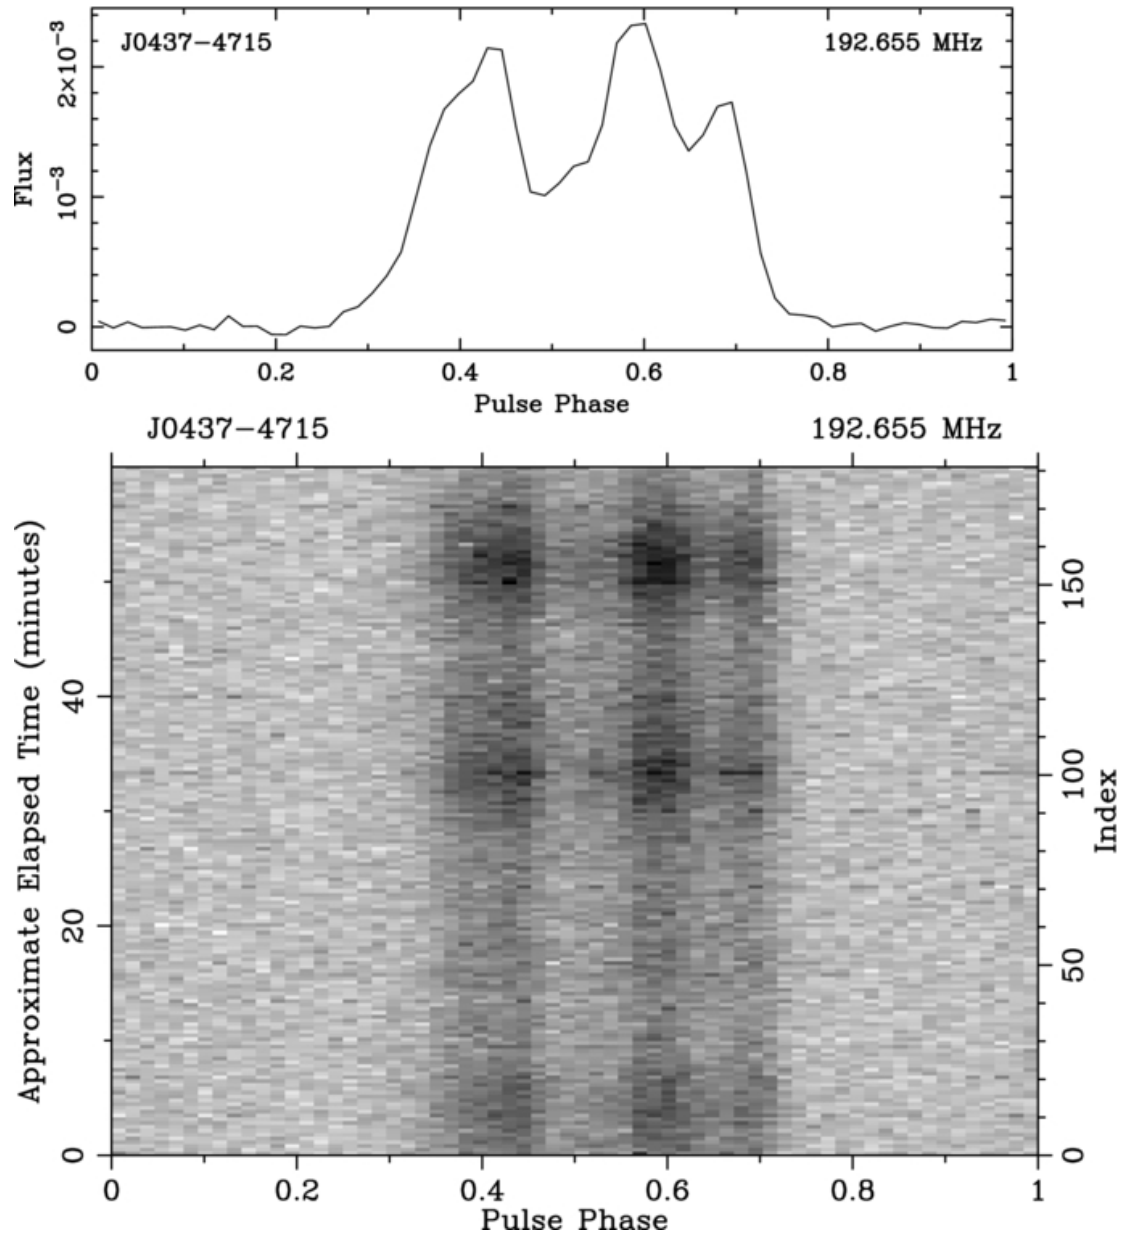 J0437−4715
192.655 MHz
Flux
2×10⁻³
10⁻³
0
0 0.2 0.4 0.6 0.8 1
Pulse Phase
J0437−4715
192.655 MHz
Approximate Elapsed Time (minutes)
40
20
0
150
100
50
0
Index
0 0.2 0.4 0.6 0.8 1
Pulse Phase